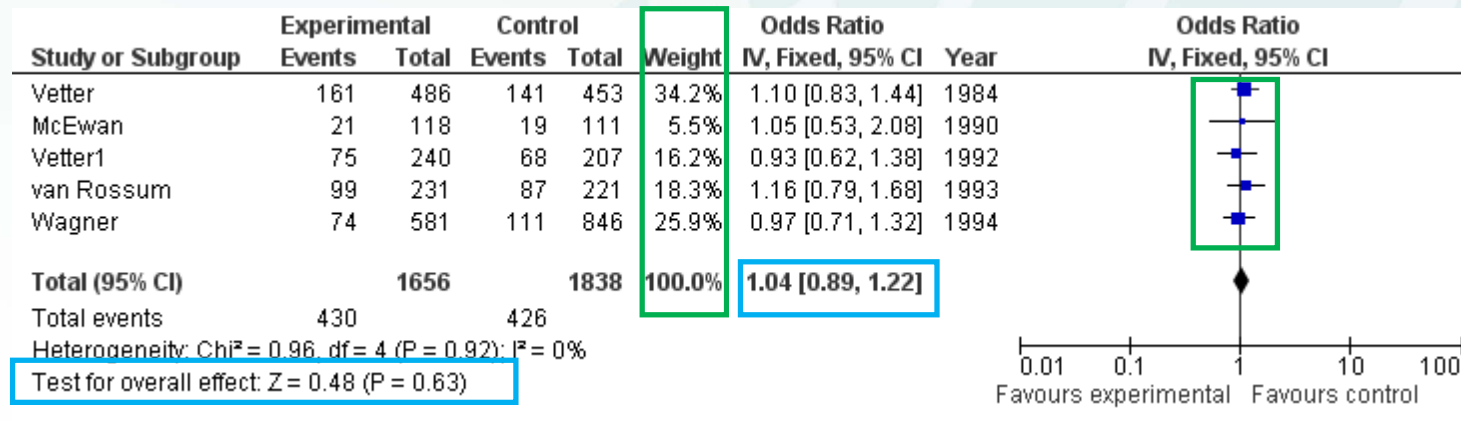 Experimental Control Odds Ratio Odds Ratio
Study or Subgroup Events Total Events Total Weight IV, Fixed, 95% CI Year IV, Fixed, 95% CI
Vetter 161 486 141 453 34.2% 1.10 [0.83, 1.44] 1984
McEwan 21 118 19 111 5.5% 1.05 [0.53, 2.08] 1990
Vetter1 75 240 68 207 16.2% 0.93 [0.62, 1.38] 1992
van Rossum 99 231 87 221 18.3% 1.16 [0.79, 1.68] 1993
Wagner 74 581 111 846 25.9% 0.97 [0.71, 1.32] 1994
Total (95% CI) 1656 1838 100.0% 1.04 [0.89, 1.22]
Total events 430 426
Heterogeneity: Chi² = 0.96, df = 4 (P = 0.92); I² = 0%
Test for overall effect: Z = 0.48 (P = 0.63)
0.01 0.1 1 10 100
Favours experimental Favours control